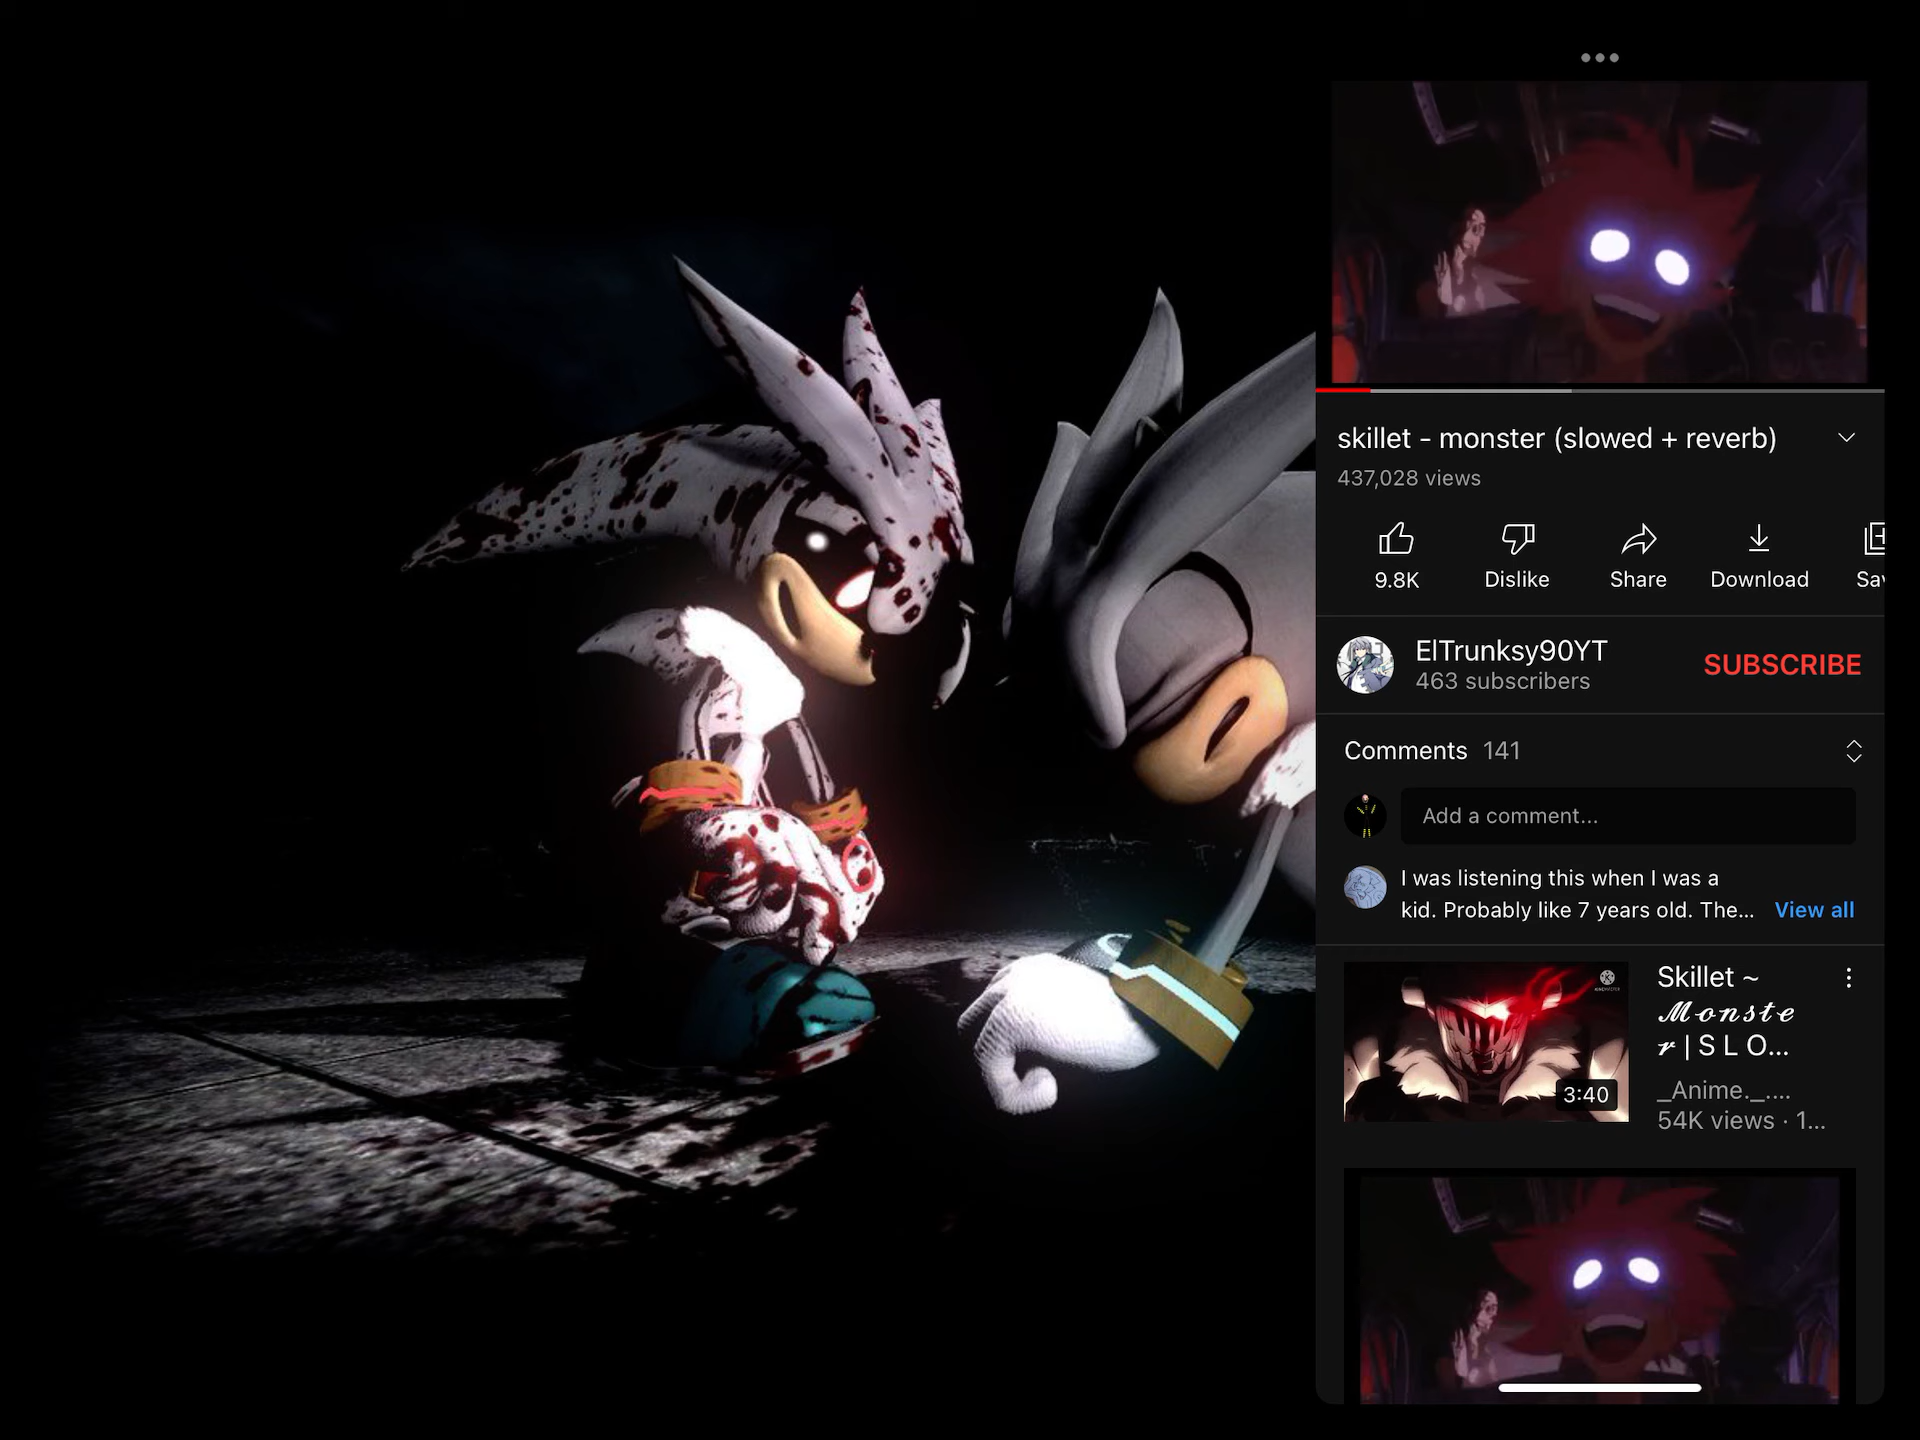 skillet - monster (slowed + reverb)
437,028 views
9.8K
Dislike
Share
Download
Sav
ElTrunksy90YT
463 subscribers
SUBSCRIBE
Comments 141
Add a comment...
I was listening this when I was a
kid. Probably like 7 years old. The... View all
Skillet ~
𝓜𝓸𝓷𝓼𝓽𝓮
𝓻 | S L O...
_Anime._....
54K views · 1...
3:40